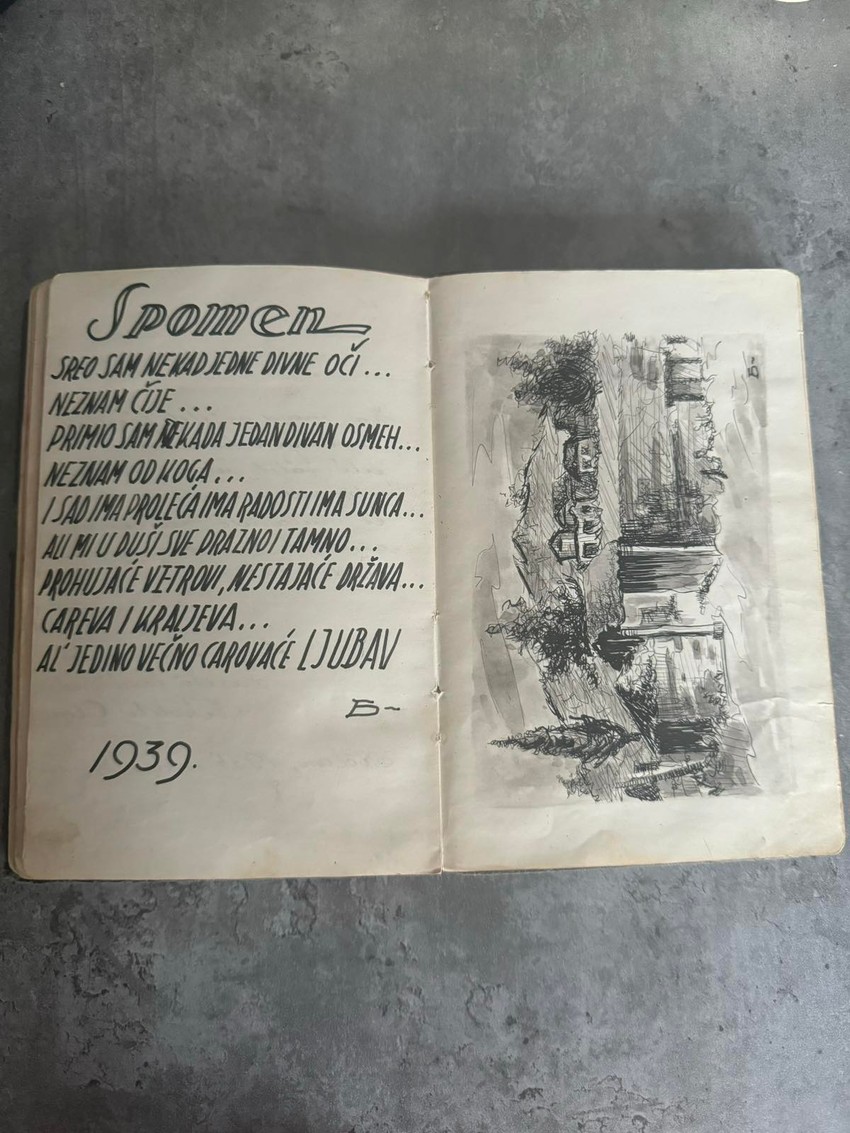 Spomen
SREO SAM NEKAD JEDNE DIVNE OČI...
NEZNAM ČIJE...
PRIMIO SAM NEKADA JEDAN DIVAN OSMEH...
NEZNAM OD KOGA...
I SAD IMA PROLEĆA IMA RADOSTI IMA SUNCA...
ALI MI U DUŠI SVE PRAZNO I TAMNO...
PROHUJAĆE VETROVI, NESTAJAĆE DRŽAVA...
CAREVA I KRALJEVA...
AL' JEDINO VEČNO CAROVAĆE LJUBAV
B~
1939.
B~